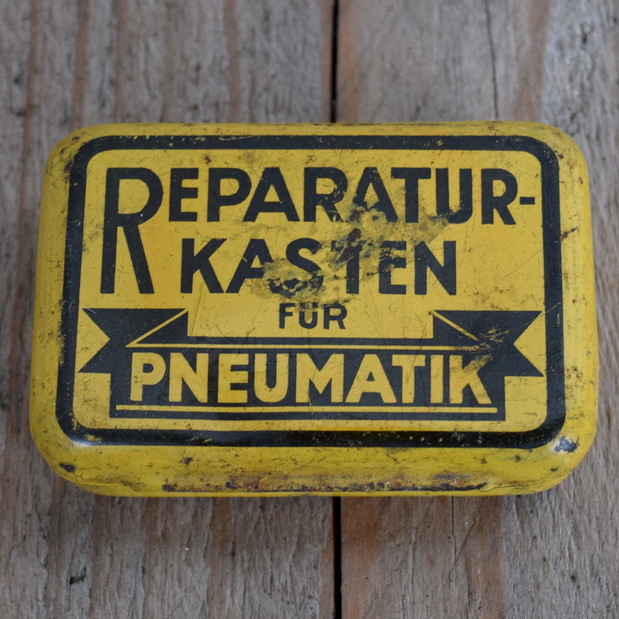 REPARATUR-
KASTEN
FÜR
PNEUMATIK